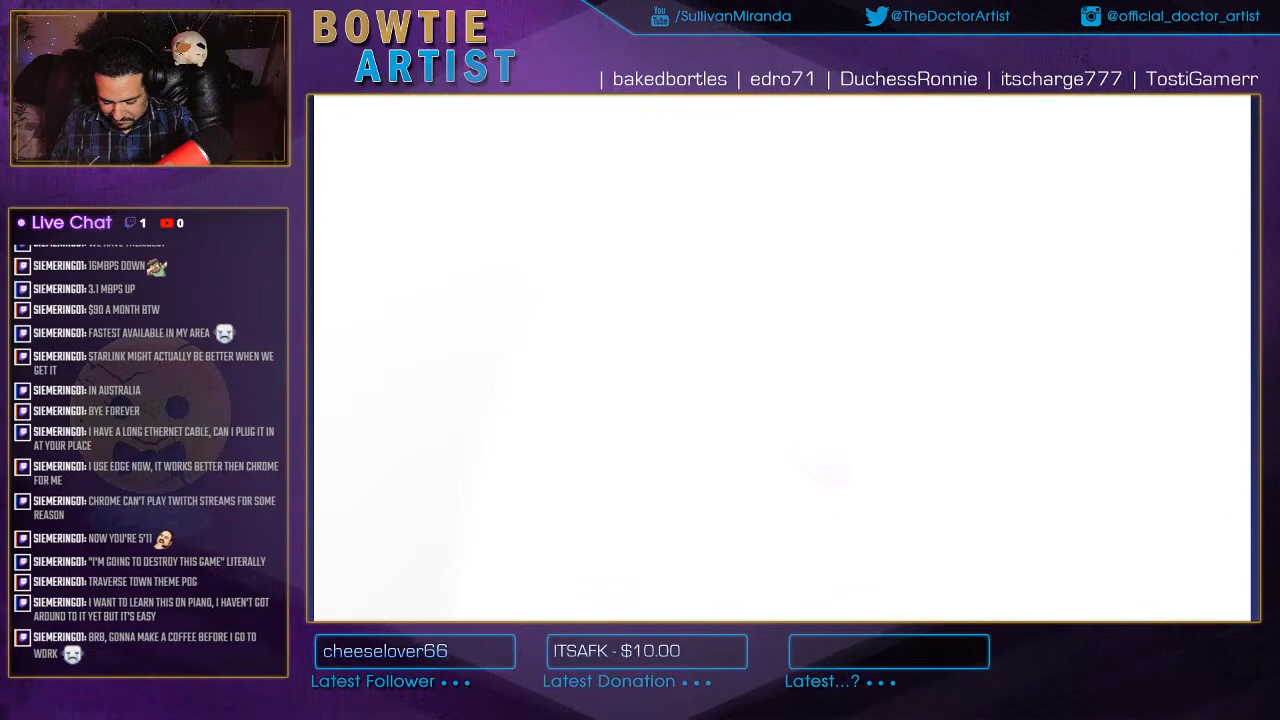 BOWTIE
ARTIST
/SullivanMiranda
@TheDoctorArtist
@official_doctor_artist
| bakedbortles | edro71 | DuchessRonnie | itscharge777 | TostiGamerr
Live Chat 1 0
SIEMERING01: 16MBPS DOWN
SIEMERING01: 3.1 MBPS UP
SIEMERING01: $90 A MONTH BTW
SIEMERING01: FASTEST AVAILABLE IN MY AREA
SIEMERING01: STARLINK MIGHT ACTUALLY BE BETTER WHEN WE
GET IT
SIEMERING01: IN AUSTRALIA
SIEMERING01: BYE FOREVER
SIEMERING01: I HAVE A LONG ETHERNET CABLE, CAN I PLUG IT IN
AT YOUR PLACE
SIEMERING01: I USE EDGE NOW, IT WORKS BETTER THEN CHROME
FOR ME
SIEMERING01: CHROME CAN'T PLAY TWITCH STREAMS FOR SOME
REASON
SIEMERING01: NOW YOU'RE 5'11
SIEMERING01: "I'M GOING TO DESTROY THIS GAME" LITERALLY
SIEMERING01: TRAVERSE TOWN THEME POG
SIEMERING01: I WANT TO LEARN THIS ON PIANO, I HAVEN'T GOT
AROUND TO IT YET BUT IT'S EASY
SIEMERING01: BRB, GONNA MAKE A COFFEE BEFORE I GO TO
WORK
cheeselover66
Latest Follower • • •
ITSAFK - $10.00
Latest Donation • • •
Latest...? • • •